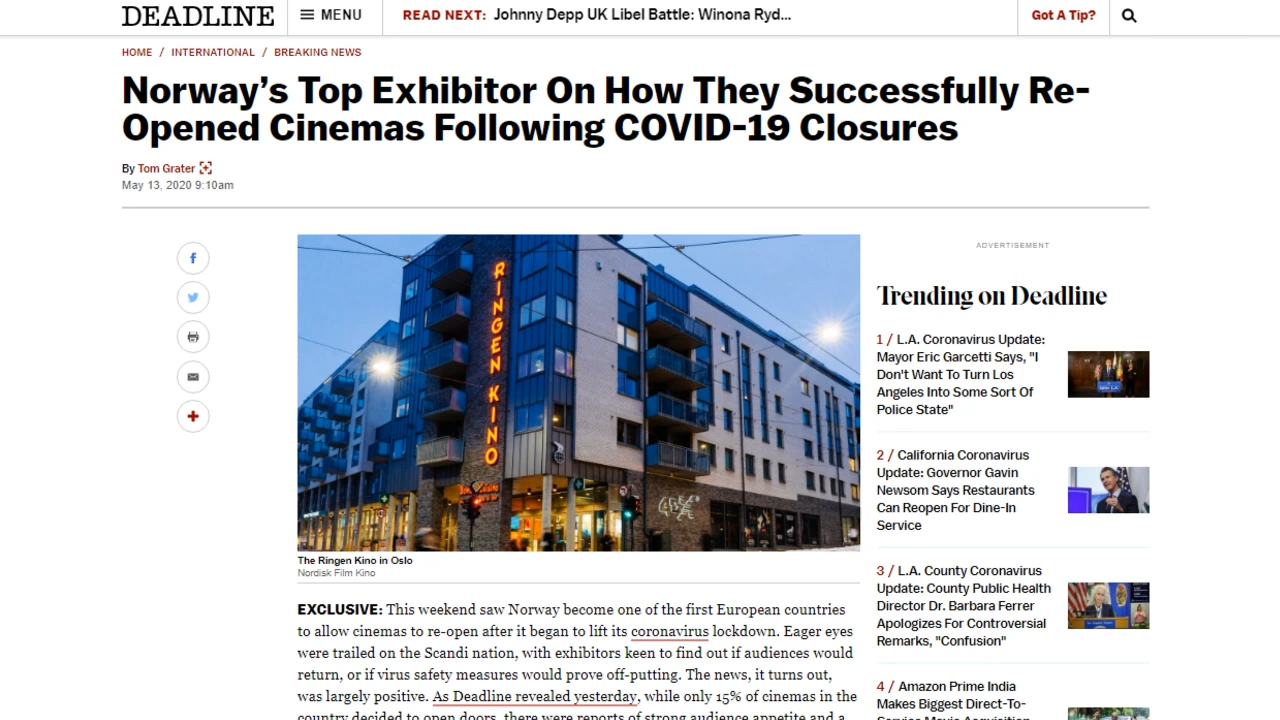 DEADLINE
MENU
READ NEXT: Johnny Depp UK Libel Battle: Winona Ryd...
Got A Tip?
HOME / INTERNATIONAL / BREAKING NEWS
Norway's Top Exhibitor On How They Successfully Re-
Opened Cinemas Following COVID-19 Closures
By Tom Grater
May 13, 2020 9:10am
RINGEN KINO
The Ringen Kino in Oslo
Nordisk Film Kino
EXCLUSIVE: This weekend saw Norway become one of the first European countries
to allow cinemas to re-open after it began to lift its coronavirus lockdown. Eager eyes
were trailed on the Scandi nation, with exhibitors keen to find out if audiences would
return, or if virus safety measures would prove off-putting. The news, it turns out,
was largely positive. As Deadline revealed yesterday, while only 15% of cinemas in the
country decided to open doors, there were reports of strong audience appetite and a
ADVERTISEMENT
Trending on Deadline
1 / L.A. Coronavirus Update:
Mayor Eric Garcetti Says, "I
Don't Want To Turn Los
Angeles Into Some Sort Of
Police State"
2 / California Coronavirus
Update: Governor Gavin
Newsom Says Restaurants
Can Reopen For Dine-In
Service
3 / L.A. County Coronavirus
Update: County Public Health
Director Dr. Barbara Ferrer
Apologizes For Controversial
Remarks, "Confusion"
4 / Amazon Prime India
Makes Biggest Direct-To-
Service Movie Acquisition